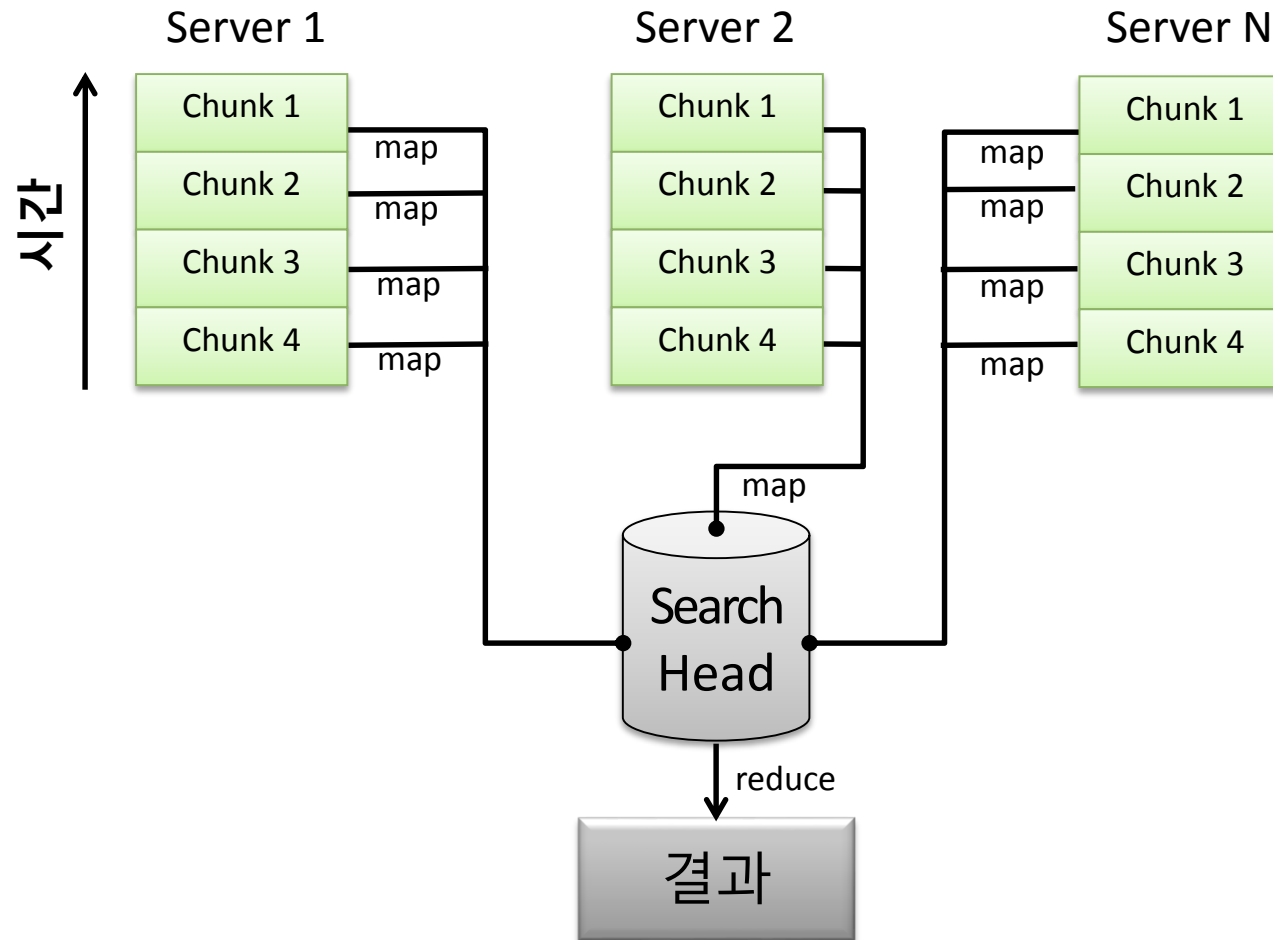 Server 1
Server 2
Server N
시간
Chunk 1
map
Chunk 2
map
Chunk 3
map
Chunk 4
map
Chunk 1
Chunk 2
Chunk 3
Chunk 4
map
Chunk 1
map
Chunk 2
map
Chunk 3
map
Chunk 4
map
Search
Head
reduce
결과